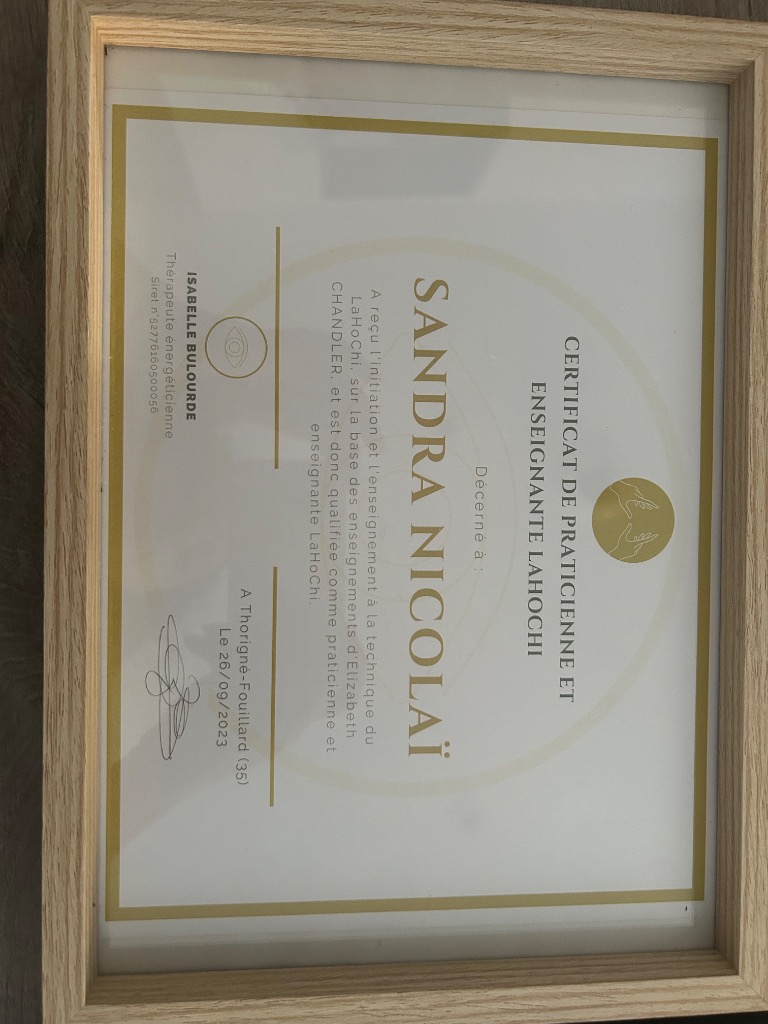 CERTIFICAT DE PRATICIENNE ET
ENSEIGNANTE LAHOCHI
Décerné à :
SANDRA NICOLAÏ
A reçu l'initiation et l'enseignement à la technique du
LaHoChi, sur la base des enseignements d'Elizabeth
CHANDLER, et est donc qualifiée comme praticienne et
enseignante LaHoChi.
ISABELLE BULOURDE
Thérapeute énergéticienne
Siret n°52776160500056
A Thorigné-Fouillard (35)
Le 26/09/2023